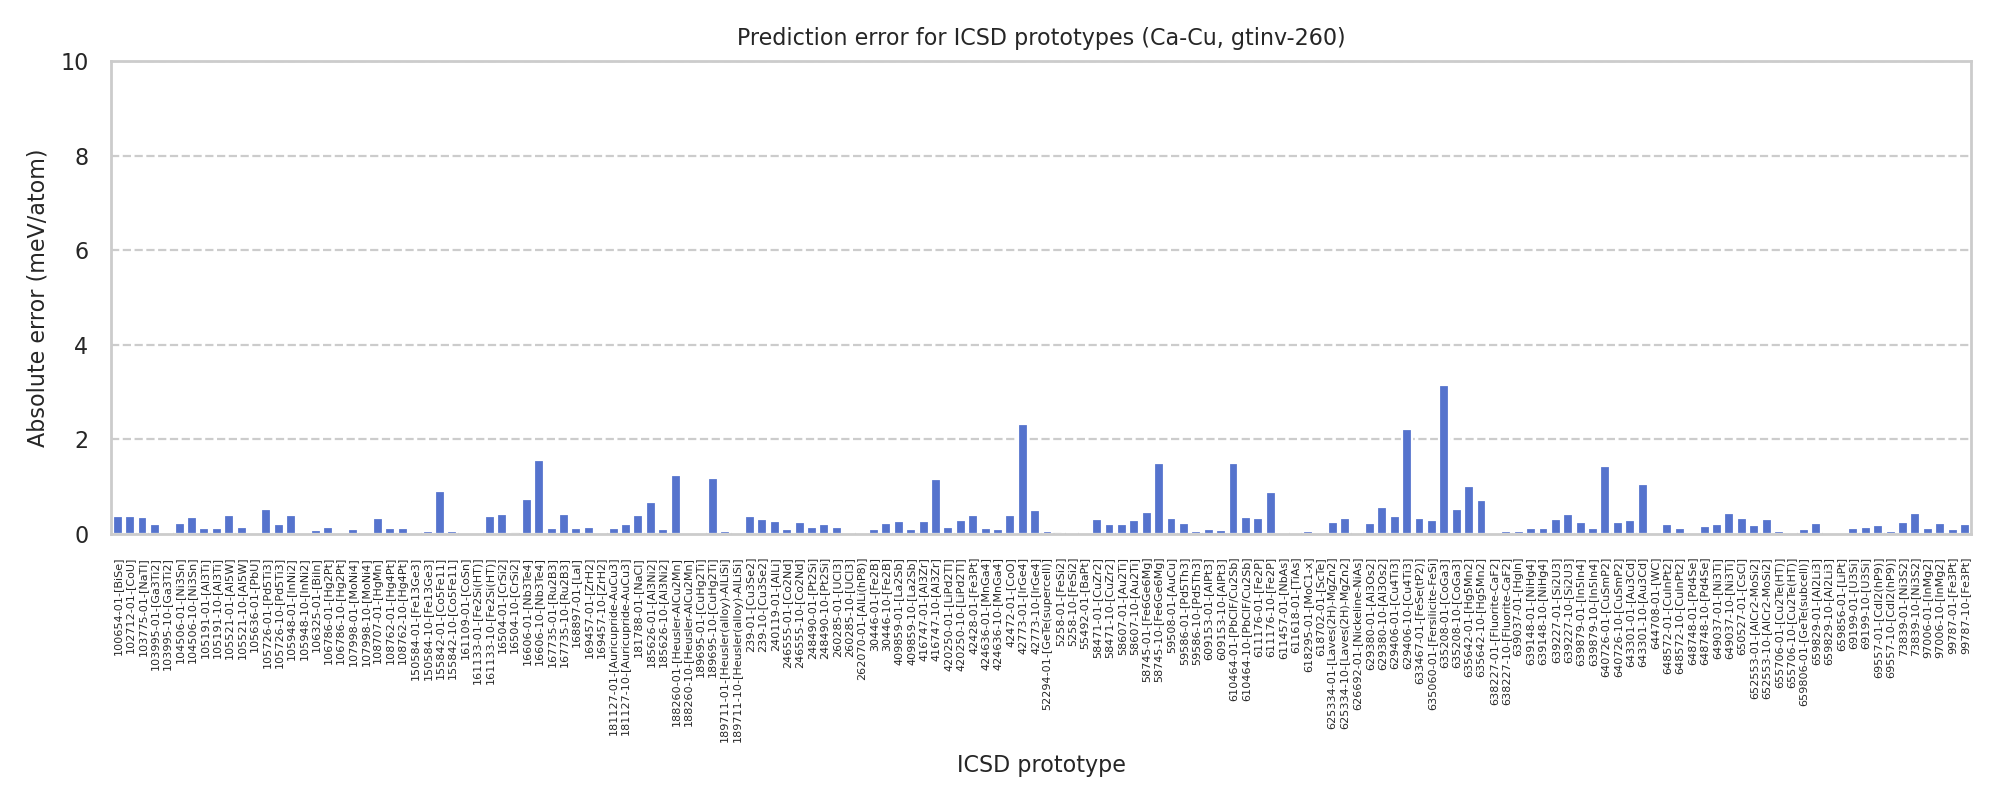 Prediction error for ICSD prototypes (Ca-Cu, gtinv-260)
Absolute error (meV/atom)
10
8
6
4
2
0
100654-01-[BiSe]
102712-01-[CoU]
103775-01-[NaTl]
103995-01-[Ga3Ti2]
103995-10-[Ga3Ti2]
104506-01-[Ni3Sn]
104506-10-[Ni3Sn]
105191-01-[Al3Ti]
105191-10-[Al3Ti]
105521-01-[Al5W]
105521-10-[Al5W]
105636-01-[PbU]
105726-01-[Pd5Ti3]
105726-10-[Pd5Ti3]
105948-01-[InNi2]
105948-10-[InNi2]
106325-01-[BiIn]
106786-01-[Hg2Pt]
106786-10-[Hg2Pt]
107998-01-[MoNi4]
107998-10-[MoNi4]
108707-01-[HgMn]
108762-01-[Hg4Pt]
108762-10-[Hg4Pt]
150584-01-[Fe13Ge3]
150584-10-[Fe13Ge3]
155842-01-[Co5Fe11]
155842-10-[Co5Fe11]
161109-01-[CoSn]
161133-01-[Fe2Si(HT)]
161133-10-[Fe2Si(HT)]
16504-01-[CrSi2]
16504-10-[CrSi2]
16606-01-[Nb3Te4]
16606-10-[Nb3Te4]
167735-01-[Ru2B3]
167735-10-[Ru2B3]
168897-01-[LaI]
169457-01-[ZrH2]
169457-10-[ZrH2]
181127-01-[Auricupride-AuCu3]
181127-10-[Auricupride-AuCu3]
181788-01-[NaCl]
185626-01-[Al3Ni2]
185626-10-[Al3Ni2]
188260-01-[Heusler-AlCu2Mn]
188260-10-[Heusler-AlCu2Mn]
189695-01-[CuHg2Ti]
189695-10-[CuHg2Ti]
189711-01-[Heusler(alloy)-AlLiSi]
189711-10-[Heusler(alloy)-AlLiSi]
239-01-[Cu3Se2]
239-10-[Cu3Se2]
240119-01-[AlLi]
246555-01-[Co2Nd]
246555-10-[Co2Nd]
248490-01-[Pt2Si]
248490-10-[Pt2Si]
260285-01-[UCl3]
260285-10-[UCl3]
262070-01-[AlLi(hP8)]
30446-01-[Fe2B]
30446-10-[Fe2B]
409859-01-[La2Sb]
409859-10-[La2Sb]
416747-01-[Al3Zr]
416747-10-[Al3Zr]
420250-01-[LiPd2Tl]
420250-10-[LiPd2Tl]
42428-01-[Fe3Pt]
424636-01-[MnGa4]
424636-10-[MnGa4]
42472-01-[CoO]
42773-01-[IrGe4]
42773-10-[IrGe4]
52294-01-[GeTe(supercell)]
5258-01-[FeSi2]
5258-10-[FeSi2]
55492-01-[BaPt]
58471-01-[CuZr2]
58471-10-[CuZr2]
58607-01-[Au2Ti]
58607-10-[Au2Ti]
58745-01-[Fe6Ge6Mg]
58745-10-[Fe6Ge6Mg]
59508-01-[AuCu]
59586-01-[Pd5Th3]
59586-10-[Pd5Th3]
609153-01-[AlPt3]
609153-10-[AlPt3]
610464-01-[PbClF/Cu2Sb]
610464-10-[PbClF/Cu2Sb]
611176-01-[Fe2P]
611176-10-[Fe2P]
611457-01-[NbAs]
611618-01-[TiAs]
618295-01-[MoC1-x]
618702-01-[ScTe]
625334-01-[Laves(2H)-MgZn2]
625334-10-[Laves(2H)-MgZn2]
626692-01-[Nickeline-NiAs]
629380-01-[Al3Os2]
629380-10-[Al3Os2]
629406-01-[Cu4Ti3]
629406-10-[Cu4Ti3]
633467-01-[FeSe(tP2)]
635060-01-[Fersilicite-FeSi]
635208-01-[CoGa3]
635208-10-[CoGa3]
635642-01-[Hg5Mn2]
635642-10-[Hg5Mn2]
638227-01-[Fluorite-CaF2]
638227-10-[Fluorite-CaF2]
639037-01-[HgIn]
639148-01-[NiHg4]
639148-10-[NiHg4]
639227-01-[Si2U3]
639227-10-[Si2U3]
639879-01-[In5In4]
639879-10-[In5In4]
640726-01-[CuSmP2]
640726-10-[CuSmP2]
643301-01-[Au3Cd]
643301-10-[Au3Cd]
644708-01-[WC]
648572-01-[CuInPt2]
648572-10-[CuInPt2]
648748-01-[Pd4Se]
648748-10-[Pd4Se]
649037-01-[Ni3Ti]
649037-10-[Ni3Ti]
650527-01-[CsCl]
652553-01-[AlCr2-MoSi2]
652553-10-[AlCr2-MoSi2]
655706-01-[Cu2Te(HT)]
655706-10-[Cu2Te(HT)]
659806-01-[GeTe(subcell)]
659829-01-[Al2Li3]
659829-10-[Al2Li3]
659856-01-[LiPt]
69199-01-[U3Si]
69199-10-[U3Si]
69557-01-[CdI2(hP9)]
69557-10-[CdI2(hP9)]
73839-01-[Ni3S2]
73839-10-[Ni3S2]
97006-01-[InMg2]
97006-10-[InMg2]
99787-01-[Fe3Pt]
99787-10-[Fe3Pt]
ICSD prototype